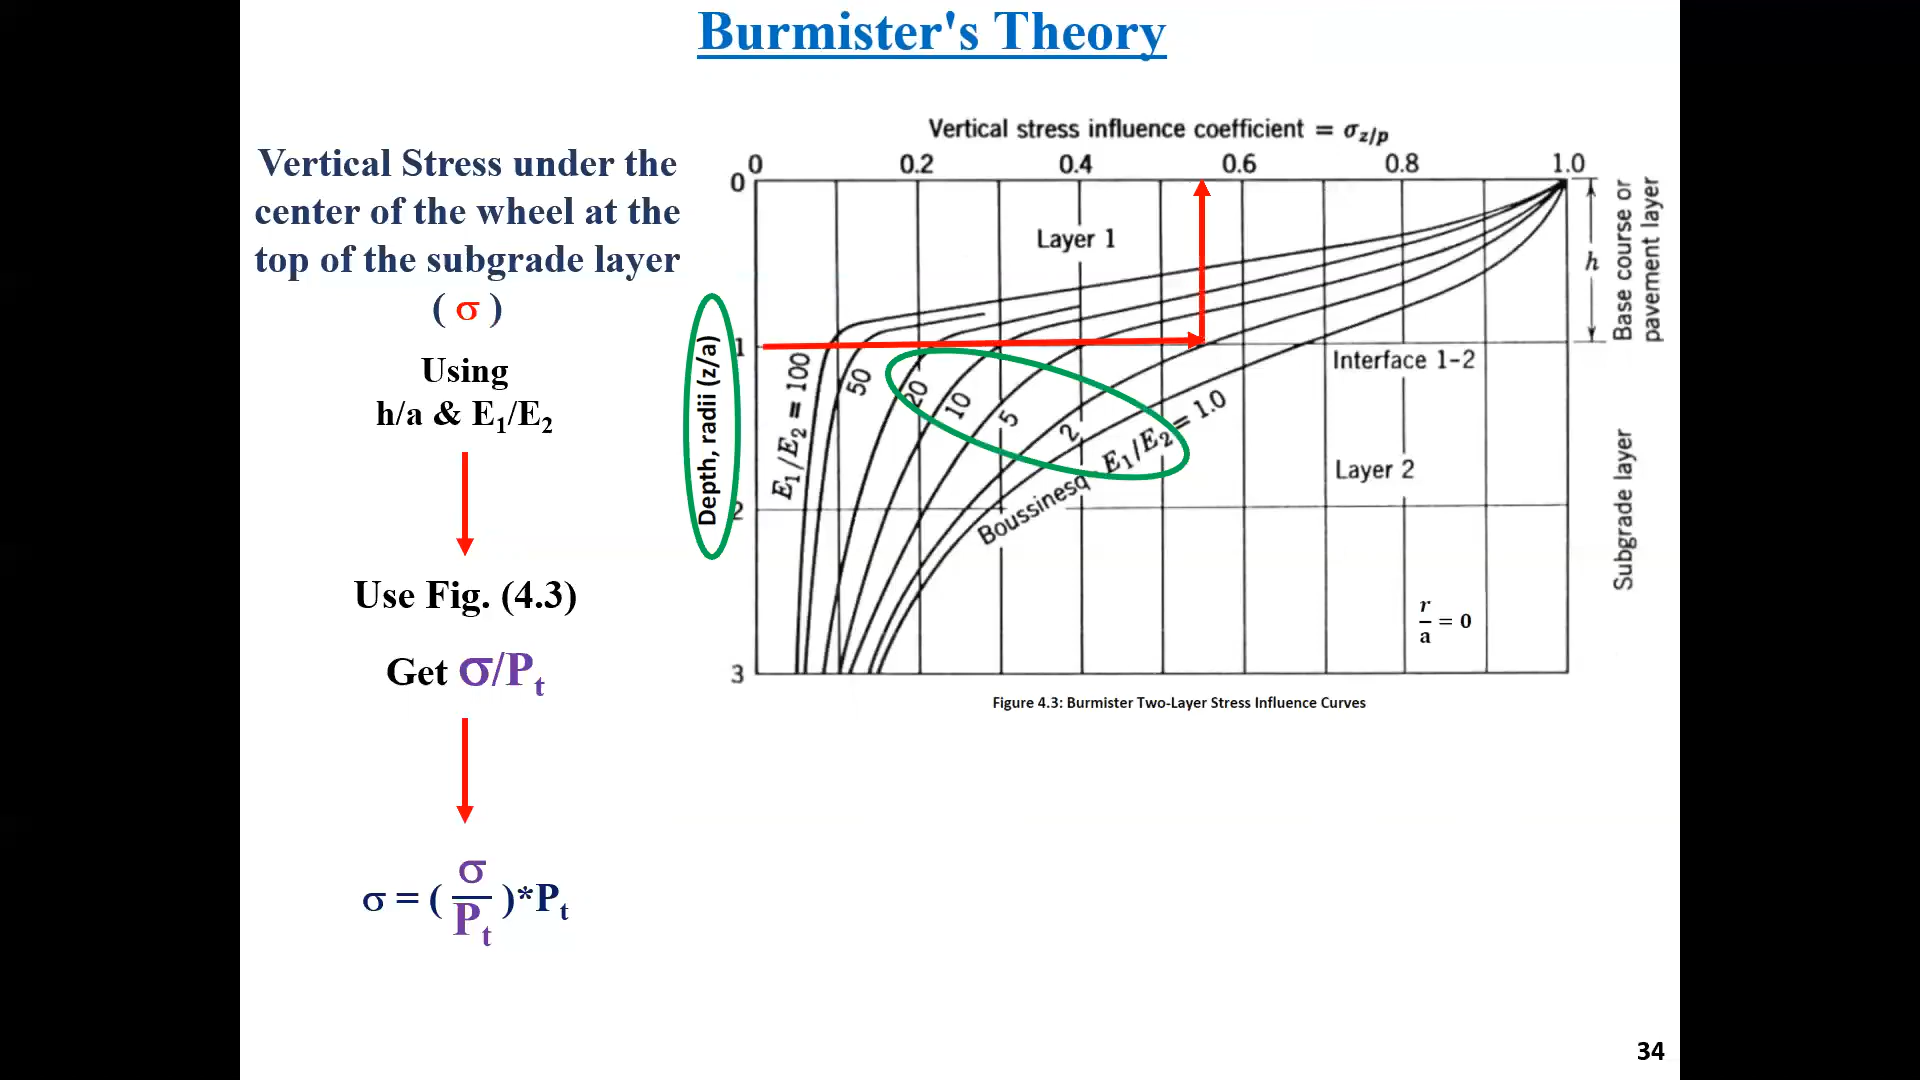 Burmister's Theory
Vertical Stress under the
center of the wheel at the
top of the subgrade layer
( σ )
Using
h/a & E₁/E₂
Use Fig. (4.3)
Get σ/Pₜ
σ = ( σ/Pₜ )*Pₜ
Vertical stress influence coefficient = σz/p
0 0.2 0.4 0.6 0.8 1.0
0
1
2
3
Depth, radii (z/a)
Layer 1
h
Base course or
pavement layer
Interface 1-2
E₁/E₂ = 100
50
20
10
5
2
E₁/E₂ = 1.0
Boussinesq
Layer 2
Subgrade layer
r/a = 0
Figure 4.3: Burmister Two-Layer Stress Influence Curves
34